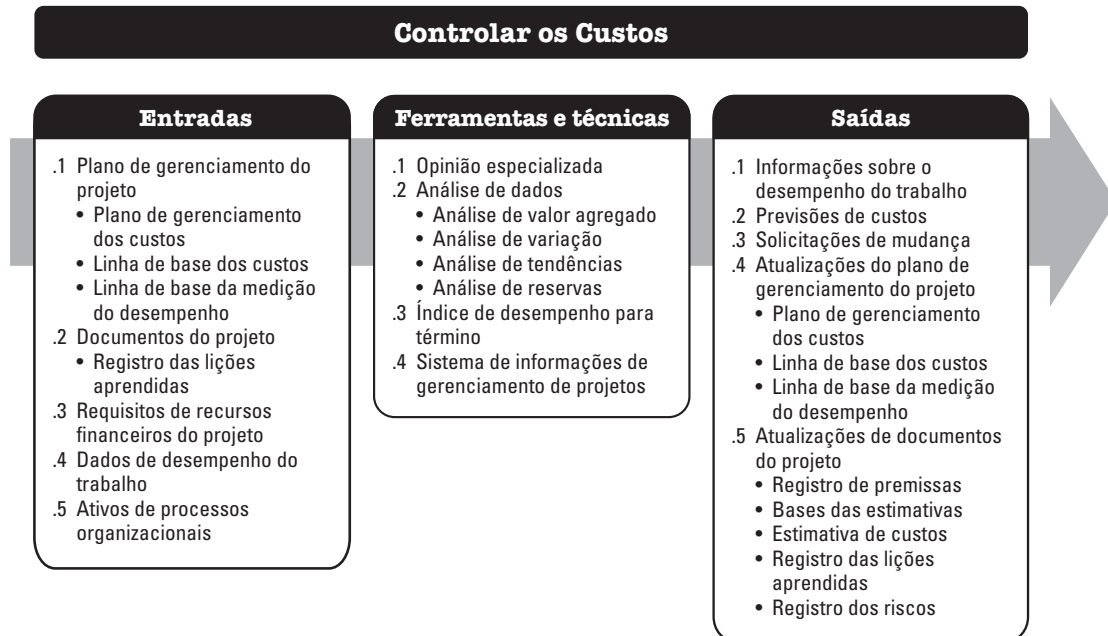 Controlar os Custos
Entradas
.1 Plano de gerenciamento do
projeto
• Plano de gerenciamento
dos custos
• Linha de base dos custos
• Linha de base da medição
do desempenho
.2 Documentos do projeto
• Registro das lições
aprendidas
.3 Requisitos de recursos
financeiros do projeto
.4 Dados de desempenho do
trabalho
.5 Ativos de processos
organizacionais
Ferramentas e técnicas
.1 Opinião especializada
.2 Análise de dados
• Análise de valor agregado
• Análise de variação
• Análise de tendências
• Análise de reservas
.3 Índice de desempenho para
término
.4 Sistema de informações de
gerenciamento de projetos
Saídas
.1 Informações sobre o
desempenho do trabalho
.2 Previsões de custos
.3 Solicitações de mudança
.4 Atualizações do plano de
gerenciamento do projeto
• Plano de gerenciamento
dos custos
• Linha de base dos custos
• Linha de base da medição
do desempenho
.5 Atualizações de documentos
do projeto
• Registro de premissas
• Bases das estimativas
• Estimativa de custos
• Registro das lições
aprendidas
• Registro dos riscos